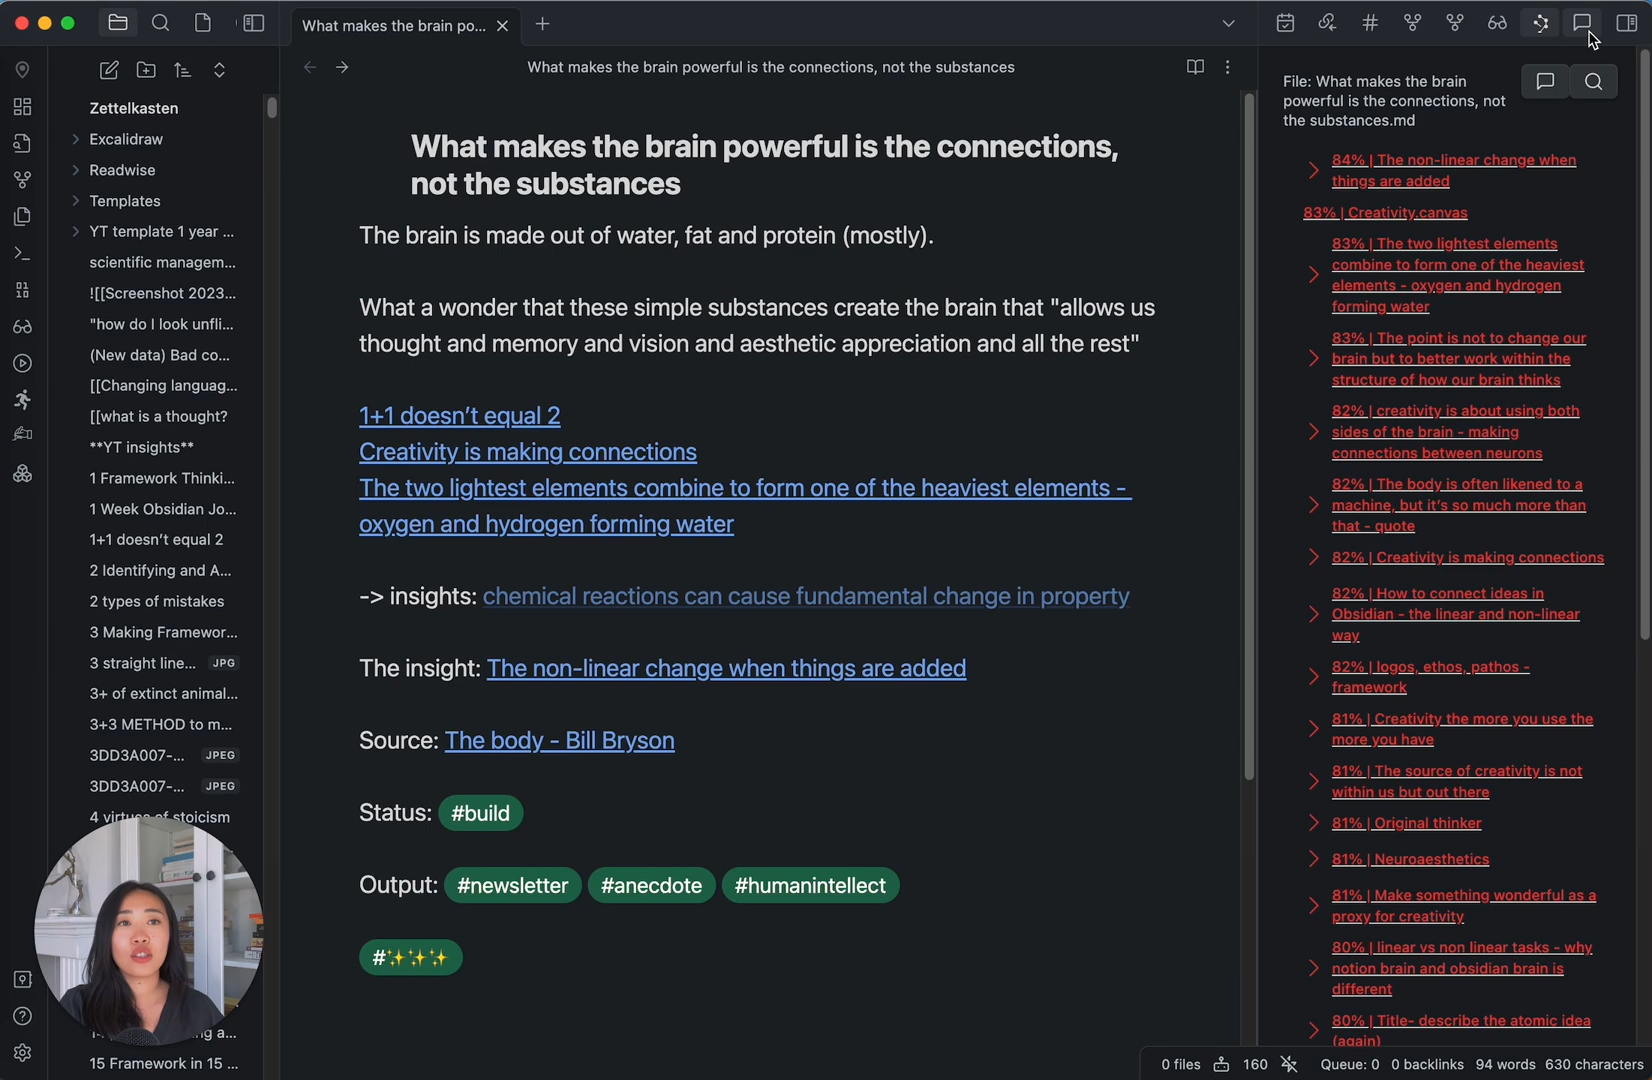 What makes the brain po...
What makes the brain powerful is the connections, not the substances
Zettelkasten
Excalidraw
Readwise
Templates
YT template 1 year ...
scientific managem...
![[Screenshot 2023...
"how do I look unfli...
(New data) Bad co...
[[Changing languag...
[[what is a thought?
**YT insights**
1 Framework Thinki...
1 Week Obsidian Jo...
1+1 doesn't equal 2
2 Identifying and A...
2 types of mistakes
3 Making Framewor...
3 straight line... JPG
3+ of extinct animal...
3+3 METHOD to m...
3DD3A007-... JPEG
3DD3A007-... JPEG
4 virtues of stoicism
15 Framework in 15 ...
What makes the brain powerful is the connections,
not the substances
The brain is made out of water, fat and protein (mostly).
What a wonder that these simple substances create the brain that "allows us
thought and memory and vision and aesthetic appreciation and all the rest"
1+1 doesn't equal 2
Creativity is making connections
The two lightest elements combine to form one of the heaviest elements -
oxygen and hydrogen forming water
-> insights: chemical reactions can cause fundamental change in property
The insight: The non-linear change when things are added
Source: The body - Bill Bryson
Status: #build
Output: #newsletter #anecdote #humanintellect
#✨✨✨
File: What makes the brain
powerful is the connections, not
the substances.md
84% | The non-linear change when
things are added
83% | Creativity.canvas
83% | The two lightest elements
combine to form one of the heaviest
elements - oxygen and hydrogen
forming water
83% | The point is not to change our
brain but to better work within the
structure of how our brain thinks
82% | creativity is about using both
sides of the brain - making
connections between neurons
82% | The body is often likened to a
machine, but it's so much more than
that - quote
82% | Creativity is making connections
82% | How to connect ideas in
Obsidian - the linear and non-linear
way
82% | logos, ethos, pathos -
framework
81% | Creativity the more you use the
more you have
81% | The source of creativity is not
within us but out there
81% | Original thinker
81% | Neuroaesthetics
81% | Make something wonderful as a
proxy for creativity
80% | linear vs non linear tasks - why
notion brain and obsidian brain is
different
80% | Title- describe the atomic idea
(again)
0 files 160 Queue: 0 0 backlinks 94 words 630 characters